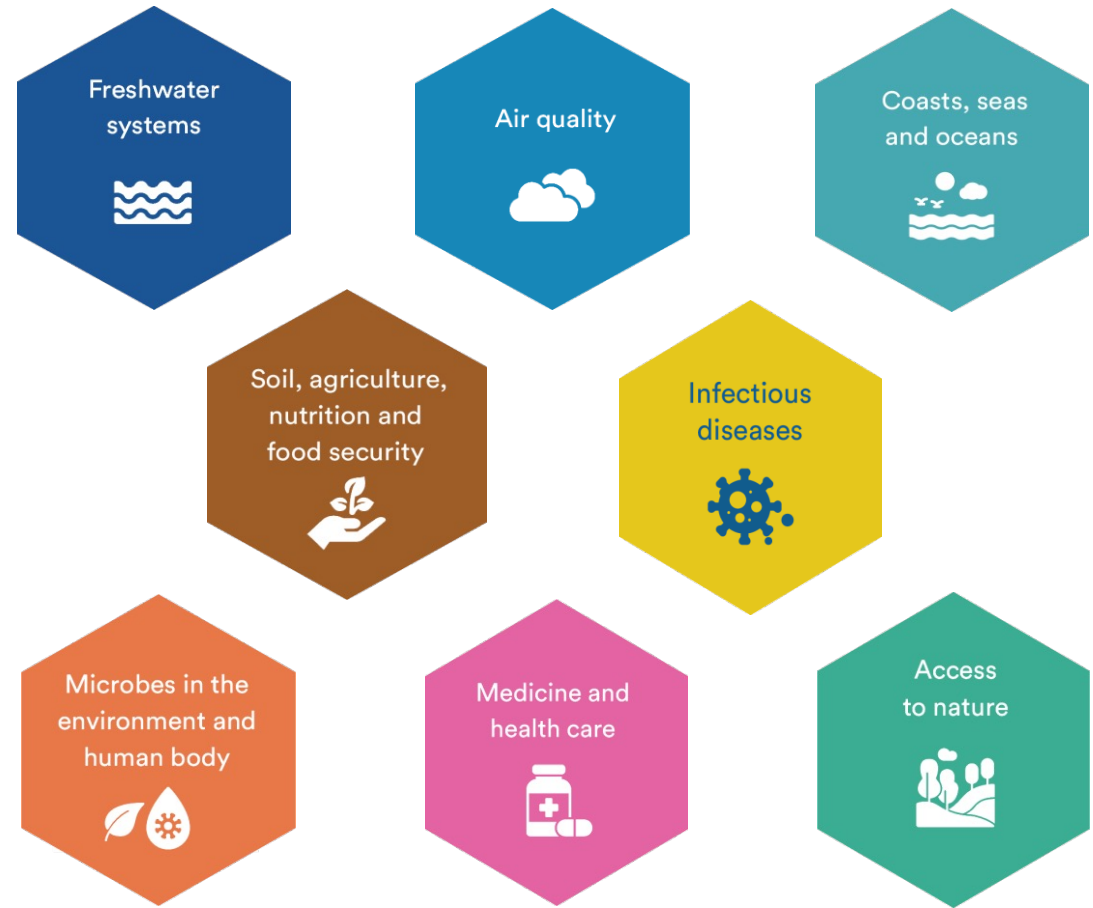 Freshwater
systems
Air quality
Coasts, seas
and oceans
Soil, agriculture,
nutrition and
food security
Infectious
diseases
Microbes in the
environment and
human body
Medicine and
health care
Access
to nature